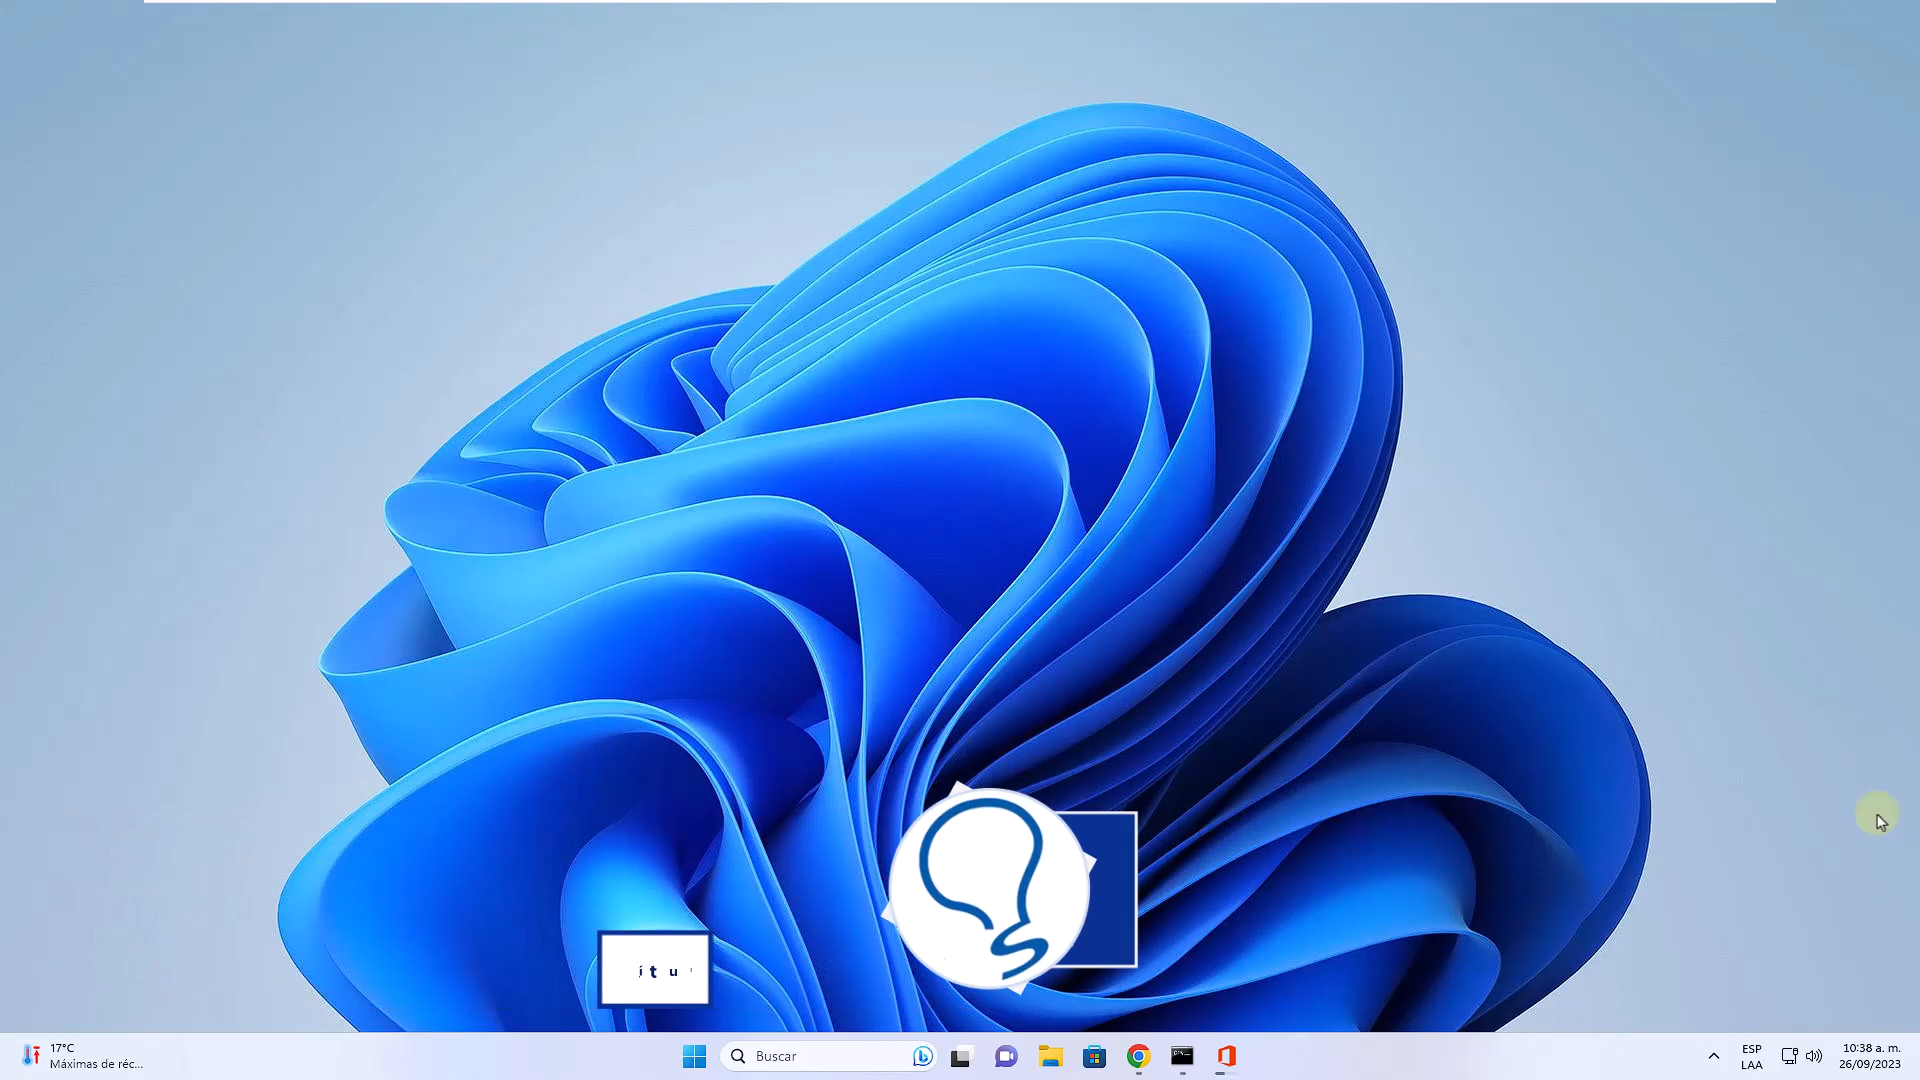 í t u
17°C
Máximas de réc...
Buscar
ESP
LAA
10:38 a. m.
26/09/2023